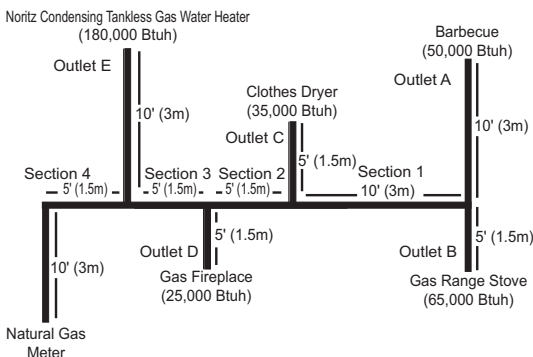 Noritz Condensing Tankless Gas Water Heater
(180,000 Btuh)
Outlet E
10' (3m)
Barbecue
(50,000 Btuh)
Outlet A
10' (3m)
Clothes Dryer
(35,000 Btuh)
Outlet C
5' (1.5m)
Section 4
5' (1.5m)
Section 3
5' (1.5m)
Section 2
5' (1.5m)
Section 1
10' (3m)
10' (3m)
Natural Gas
Meter
Outlet D
5' (1.5m)
Gas Fireplace
(25,000 Btuh)
Outlet B
5' (1.5m)
Gas Range Stove
(65,000 Btuh)